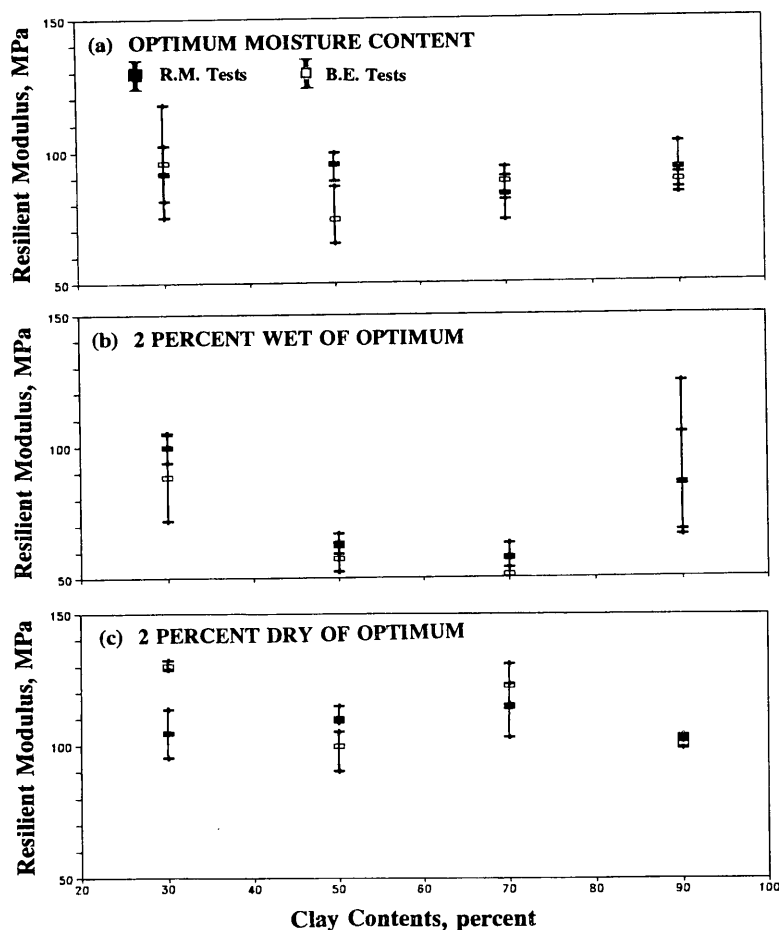 (a) OPTIMUM MOISTURE CONTENT
R.M. Tests B.E. Tests
Resilient Modulus, MPa
150
100
50
(b) 2 PERCENT WET OF OPTIMUM
Resilient Modulus, MPa
150
100
50
(c) 2 PERCENT DRY OF OPTIMUM
Resilient Modulus, MPa
150
100
50
20 30 40 50 60 70 80 90 100
Clay Contents, percent